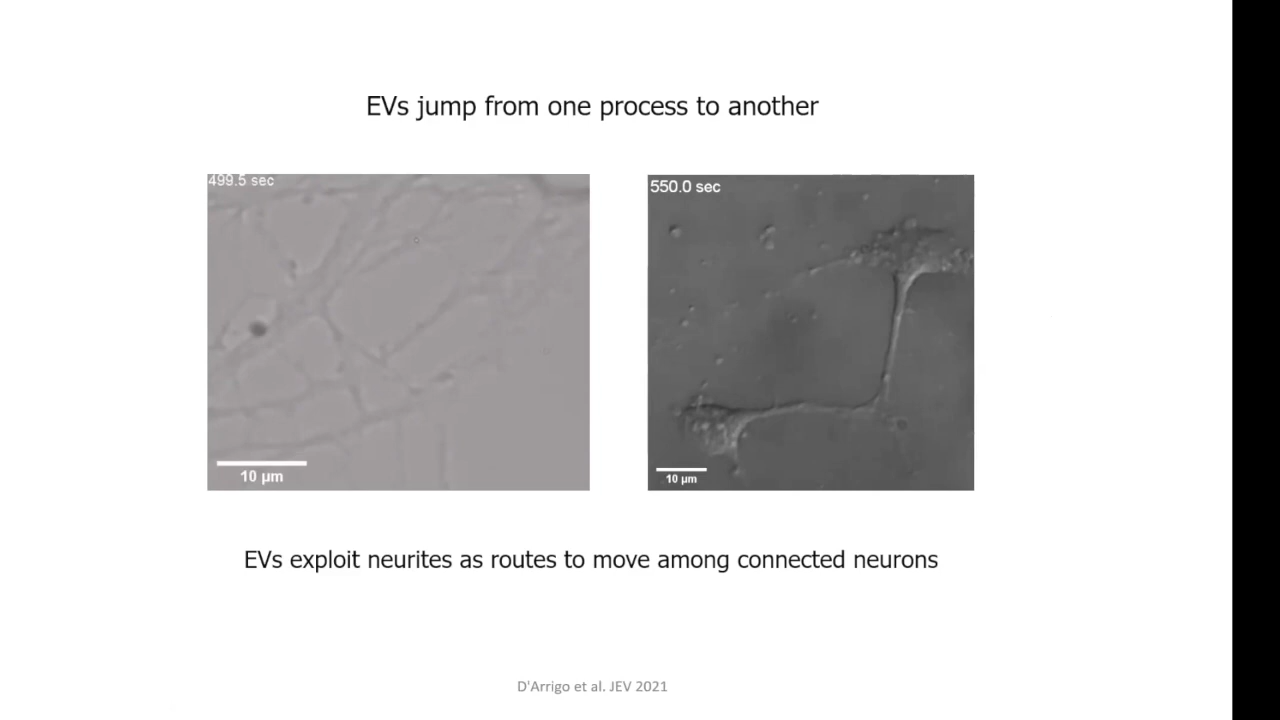 EVs jump from one process to another
499.5 sec
550.0 sec
10 µm
10 µm
EVs exploit neurites as routes to move among connected neurons
D'Arrigo et al. JEV 2021